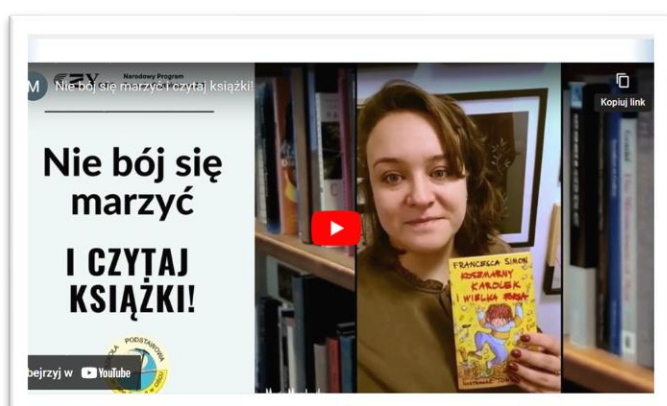 Narodowy Program
M Nie bój się marzyć i czytaj książki!
Kopiuj link
Nie bój się
marzyć
I CZYTAJ
KSIĄŻKI!
FRANCESCA SIMON
KOSZMARNY
KAROLEK
I WIELKA FORSA
PODSTAWOWA
bejrzyj w YouTube